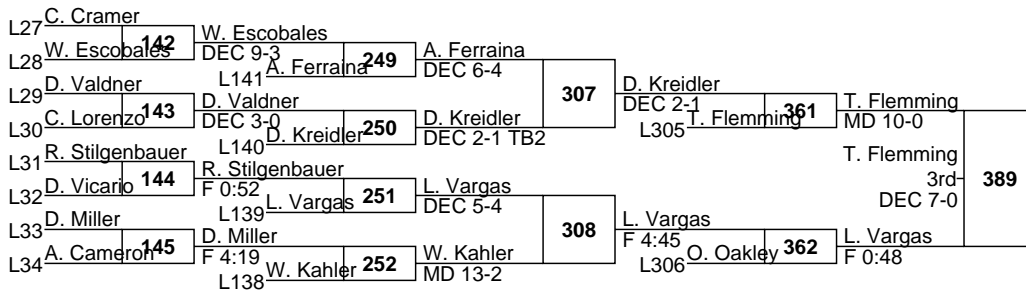 C. Cramer
L27
142
W. Escobales
L28
W. Escobales
DEC 9-3
249
L141
A. Ferraina
A. Ferraina
DEC 6-4
D. Valdner
L29
143
C. Lorenzo
L30
D. Valdner
DEC 3-0
250
L140
D. Kreidler
D. Kreidler
DEC 2-1 TB2
307
D. Kreidler
DEC 2-1
361
L305
T. Flemming
T. Flemming
MD 10-0
R. Stilgenbauer
L31
144
D. Vicario
L32
R. Stilgenbauer
F 0:52
251
L139
L. Vargas
L. Vargas
DEC 5-4
D. Miller
L33
145
A. Cameron
L34
D. Miller
F 4:19
252
L138
W. Kahler
W. Kahler
MD 13-2
308
L. Vargas
F 4:45
362
L306
O. Oakley
L. Vargas
F 0:48
T. Flemming
3rd
DEC 7-0
389